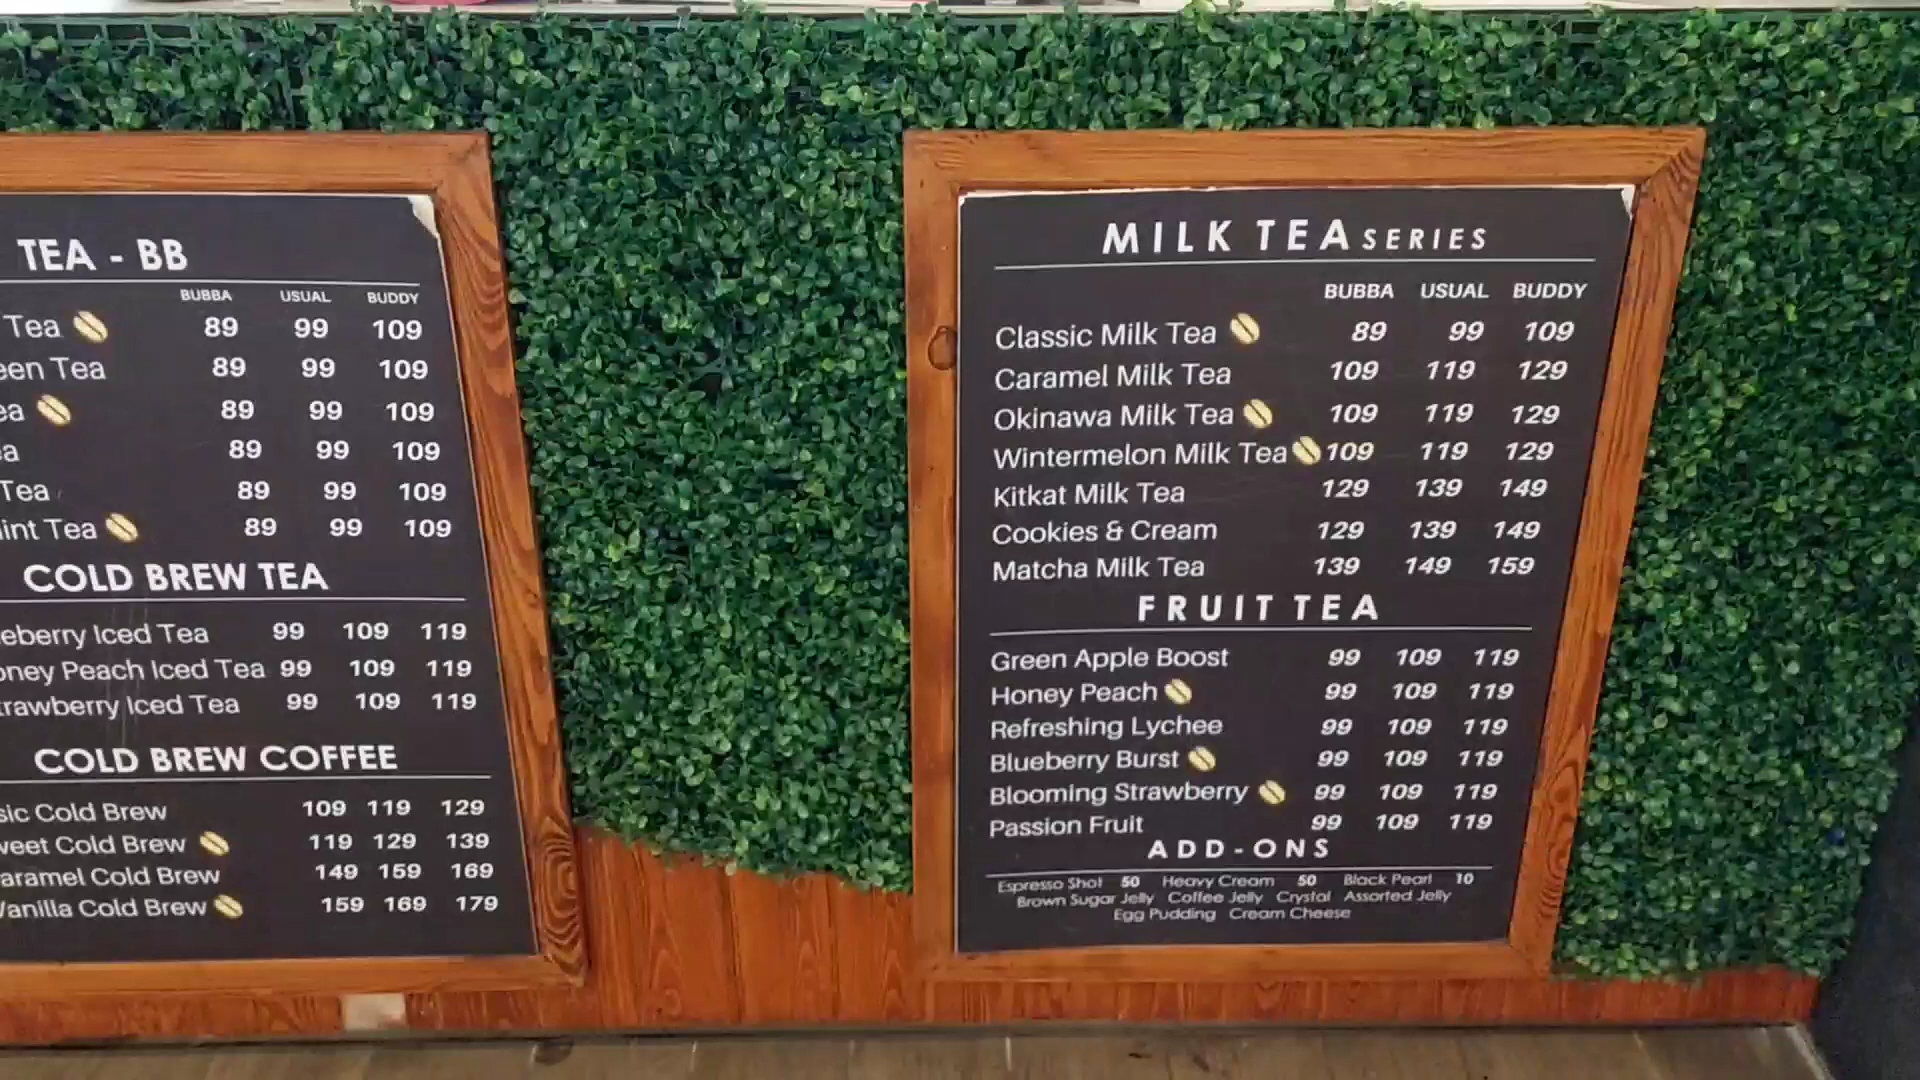 TEA - BB
BUBBA USUAL BUDDY
Tea 89 99 109
Tea 89 99 109
89 99 109
89 99 109
Tea 89 99 109
Tea 89 99 109
COLD BREW TEA
Iced Tea 99 109 119
Peach Iced Tea 99 109 119
Iced Tea 99 109 119
COLD BREW COFFEE
Cold Brew 109 119 129
Cold Brew 119 129 139
Cold Brew 149 159 169
Vanilla Cold Brew 159 169 179
MILK TEA SERIES
BUBBA USUAL BUDDY
Classic Milk Tea 89 99 109
Caramel Milk Tea 109 119 129
Okinawa Milk Tea 109 119 129
Wintermelon Milk Tea 109 119 129
Kitkat Milk Tea 129 139 149
Cookies & Cream 129 139 149
Matcha Milk Tea 139 149 159
FRUIT TEA
Green Apple Boost 99 109 119
Honey Peach 99 109 119
Refreshing Lychee 99 109 119
Blueberry Burst 99 109 119
Blooming Strawberry 99 109 119
Passion Fruit 99 109 119
ADD-ONS
Espresso Shot 50 Heavy Cream 50 Black Pearl 10
Brown Sugar Jelly Coffee Jelly Crystal Assorted Jelly
Egg Pudding Cream Cheese